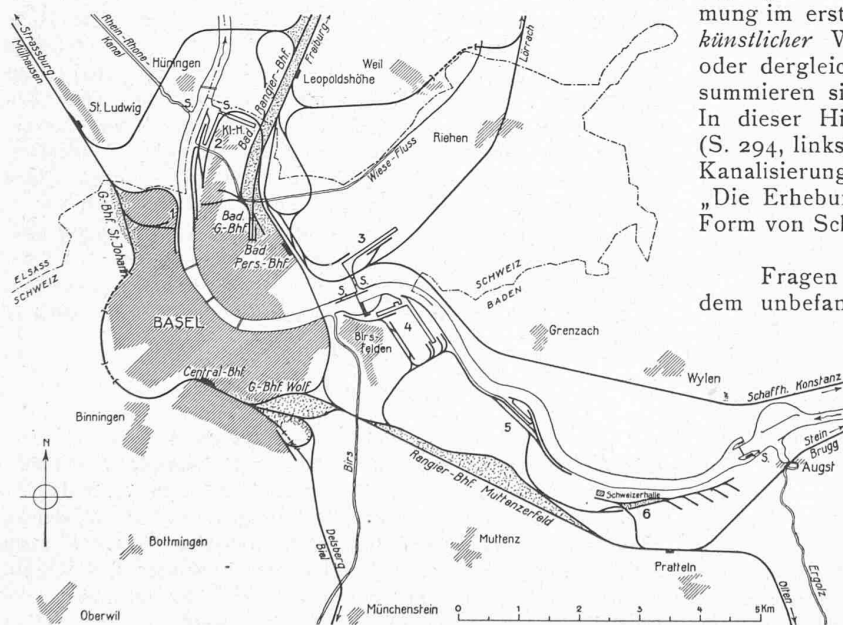 Strassburg
Mülhausen
Rhein-Rhone-
Kanal
Hüningen
St. Ludwig
Kl.-H.
Bad. Rangier-Bhf.
Freiburg
Leopoldshöhe
Weil
Lörrach
Riehen
Wiese-Fluss
S.
S.
2
1
G-Bhf. St. Johann
Bad.
G-Bhf.
Bad.
Pers.-Bhf.
3
S.
S.
ELSASS
SCHWEIZ
SCHWEIZ
BADEN
BASEL
Birs-
felden
4
Grenzach
Wylen
Schaffh. Konstanz
Central-Bhf.
G-Bhf. Wolf
Binningen
Birs
5
Rangier-Bhf. Muttenzerfeld
Schweizerhalle
6
S.
Stein
Brugg
Augst
N
Bottmingen
Oberwil
Delsberg
Biel
Münchenstein
Muttenz
Pratteln
Ergolz
Olten
0 1 2 3 4 5 Km
mung im erst
künstlicher W
oder dergleic
summieren si
In dieser Hi
(S. 294, links
Kanalisierung
„Die Erhebur
Form von Scl
Fragen
dem unbefan